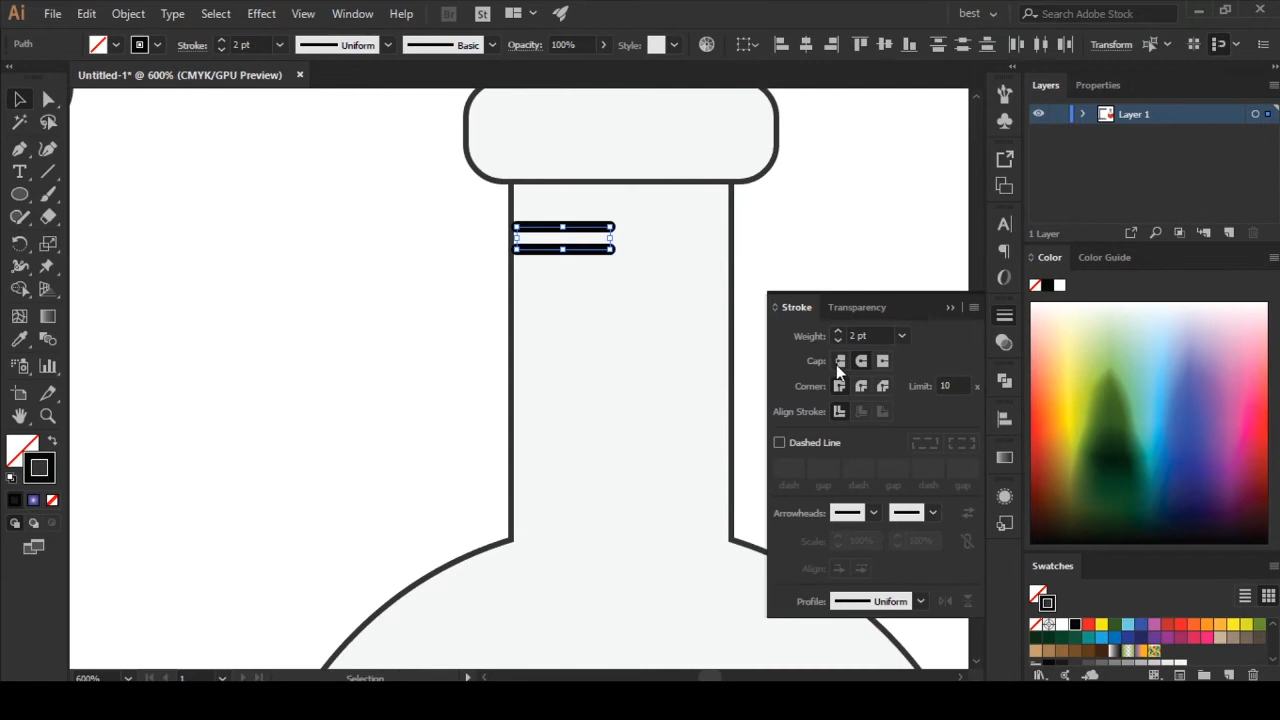 Ai File Edit Object Type Select Effect View Window Help Br St best Search Adobe Stock
Path Stroke: 2 pt Uniform Basic Opacity: 100% Style: Transform
Untitled-1* @ 600% (CMYK/GPU Preview) ×
Layers Properties
Layer 1
1 Layer
Color Color Guide
Stroke Transparency
Weight: 2 pt
Cap:
Corner: Limit: 10 x
Align Stroke:
Dashed Line
dash gap dash gap dash gap
Arrowheads:
Scale: 100% 100%
Align:
Profile: Uniform
Swatches
600% 1 Selection